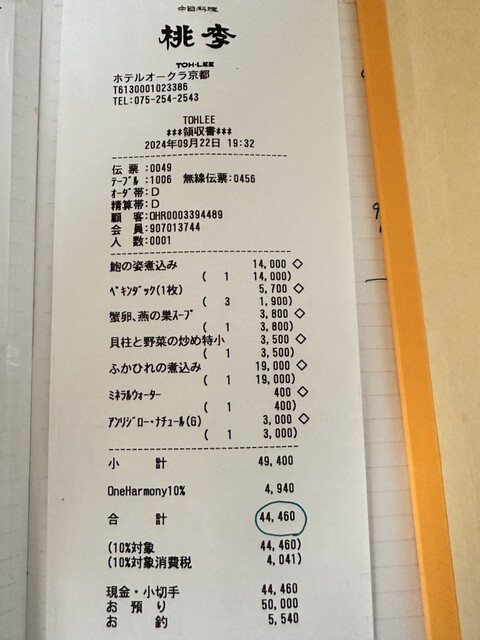 中国料理
桃李
TOH-LEE
ホテルオークラ京都
T6130001023386
TEL:075-254-2543
TOHLEE
***領収書***
2024年09月22日 19:32
伝　票:0049
ﾃｰﾌﾞﾙ:1006　無線伝票:0456
ｵｰﾀﾞ帯:D
精算帯:D
顧　客:OHR0003394489
会　員:907013744
人　数:0001
鮑の姿煮込み 14,000 ◇
( 1 14,000)
ﾍﾟｷﾝﾀﾞｯｸ(1枚) 5,700 ◇
( 3 1,900)
蟹卵、燕の巣ｽｰﾌﾟ 3,800 ◇
( 1 3,800)
貝柱と野菜の炒め特小 3,500 ◇
( 1 3,500)
ふかひれの煮込み 19,000 ◇
( 1 19,000)
ﾐﾈﾗﾙｳｫｰﾀｰ 400 ◇
( 1 400)
ｱﾝﾘｼﾞﾛｰ･ﾅﾁｭｰﾙ(G) 3,000 ◇
( 1 3,000)
小　　計 49,400
OneHarmony10% 4,940
合　　計 44,460
(10%対象 44,460)
(10%対象消費税 4,041)
現金・小切手 44,460
お 預 り 50,000
お　　釣 5,540